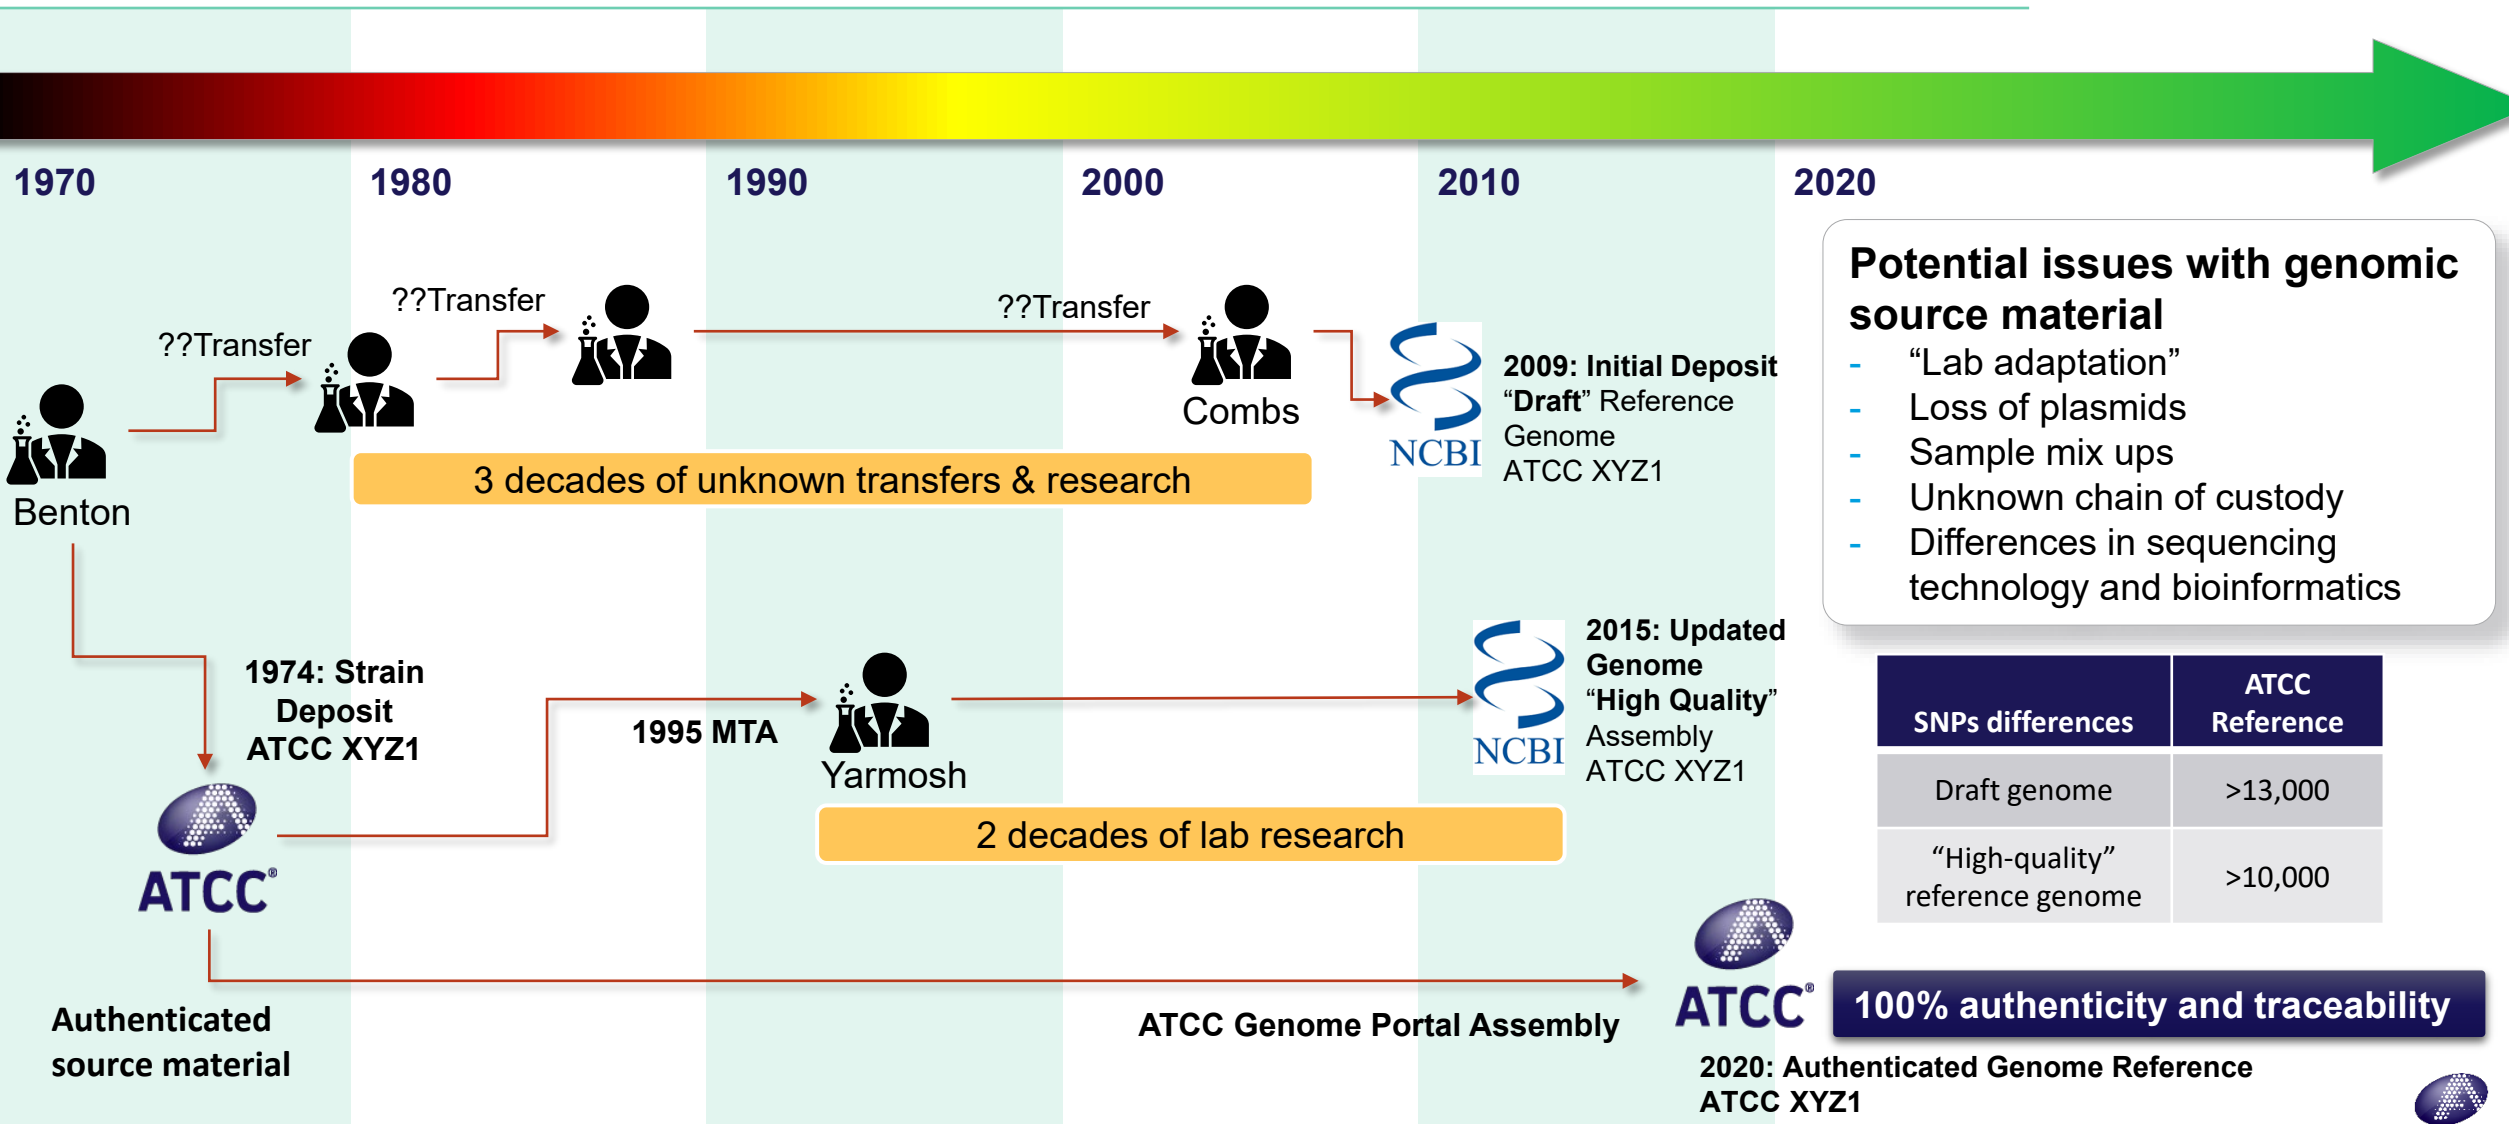 1970
1980
1990
2000
2010
2020
??Transfer
??Transfer
??Transfer
Benton
Combs
3 decades of unknown transfers & research
NCBI
2009: Initial Deposit
“Draft” Reference
Genome
ATCC XYZ1
Potential issues with genomic
source material
- “Lab adaptation”
- Loss of plasmids
- Sample mix ups
- Unknown chain of custody
- Differences in sequencing
technology and bioinformatics
1974: Strain
Deposit
ATCC XYZ1
ATCC®
1995 MTA
Yarmosh
2 decades of lab research
NCBI
2015: Updated
Genome
“High Quality”
Assembly
ATCC XYZ1
SNPs differences
ATCC
Reference
Draft genome
>13,000
“High-quality”
reference genome
>10,000
Authenticated
source material
ATCC Genome Portal Assembly
ATCC®
100% authenticity and traceability
2020: Authenticated Genome Reference
ATCC XYZ1